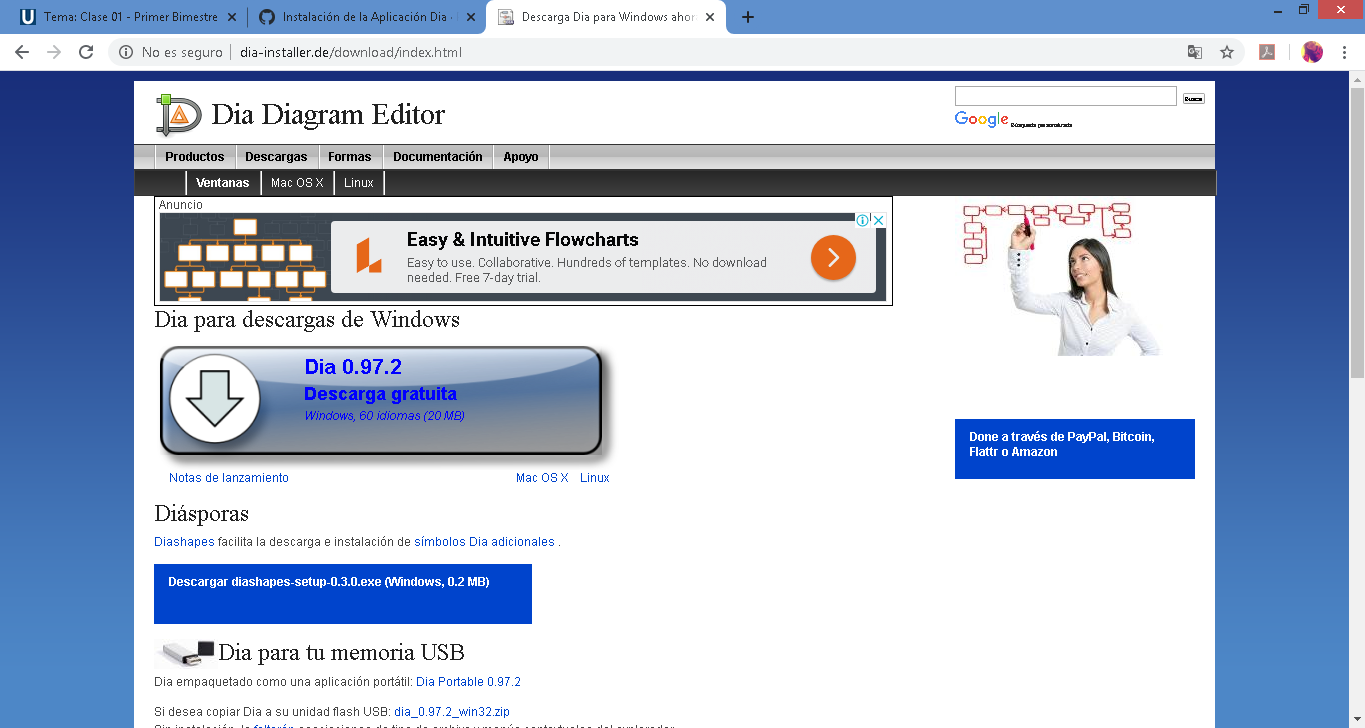 Tema: Clase 01 - Primer Bimestre
Instalación de la Aplicación Dia ·
Descarga Dia para Windows ahor
No es seguro
dia-installer.de/download/index.html
Dia Diagram Editor
Buscar
Google Búsqueda personalizada
Productos
Descargas
Formas
Documentación
Apoyo
Ventanas
Mac OS X
Linux
Anuncio
Easy & Intuitive Flowcharts
Easy to use. Collaborative. Hundreds of templates. No download
needed. Free 7-day trial.
Dia para descargas de Windows
Dia 0.97.2
Descarga gratuita
Windows, 60 idiomas (20 MB)
Notas de lanzamiento
Mac OS X
Linux
Done a través de PayPal, Bitcoin,
Flattr o Amazon
Diásporas
Diashapes facilita la descarga e instalación de símbolos Dia adicionales .
Descargar diashapes-setup-0.3.0.exe (Windows, 0.2 MB)
Dia para tu memoria USB
Dia empaquetado como una aplicación portátil: Dia Portable 0.97.2
Si desea copiar Dia a su unidad flash USB: dia_0.97.2_win32.zip